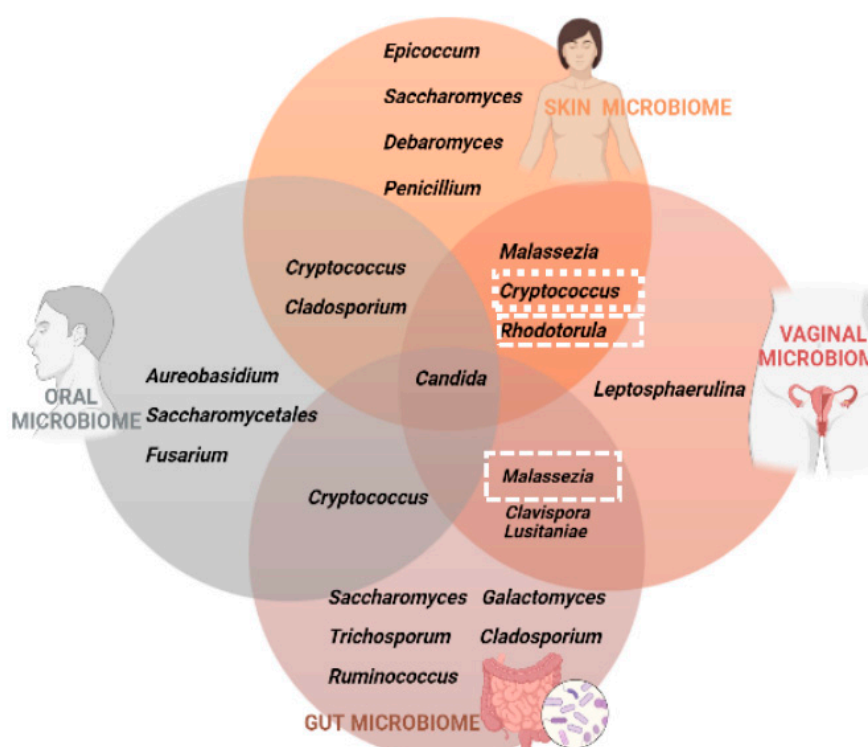 Epicoccum
Saccharomyces
SKIN MICROBIOME
Debaromyces
Penicillium
Malassezia
Cryptococcus
Cryptococcus
Cladosporium
Rhodotorula
VAGINAL
MICROBIOM
Aureobasidium
Candida
Leptosphaerulina
ORAL
MICROBIOME
Saccharomycetales
Fusarium
Malassezia
Cryptococcus
Clavispora
Lusitaniae
Saccharomyces Galactomyces
Trichosporum Cladosporium
Ruminococcus
GUT MICROBIOME